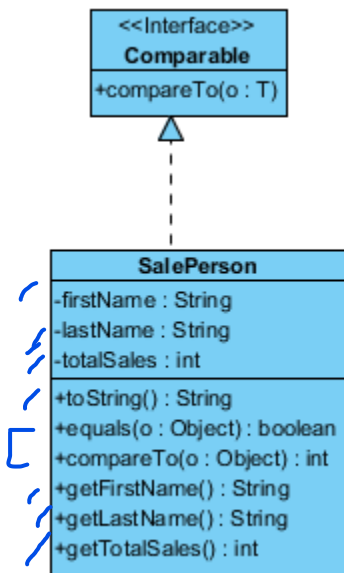 <<Interface>>
Comparable
+compareTo(o : T)
SalePerson
-firstName : String
-lastName : String
-totalSales : int
+toString() : String
+equals(o : Object) : boolean
+compareTo(o : Object) : int
+getFirstName() : String
+getLastName() : String
+getTotalSales() : int